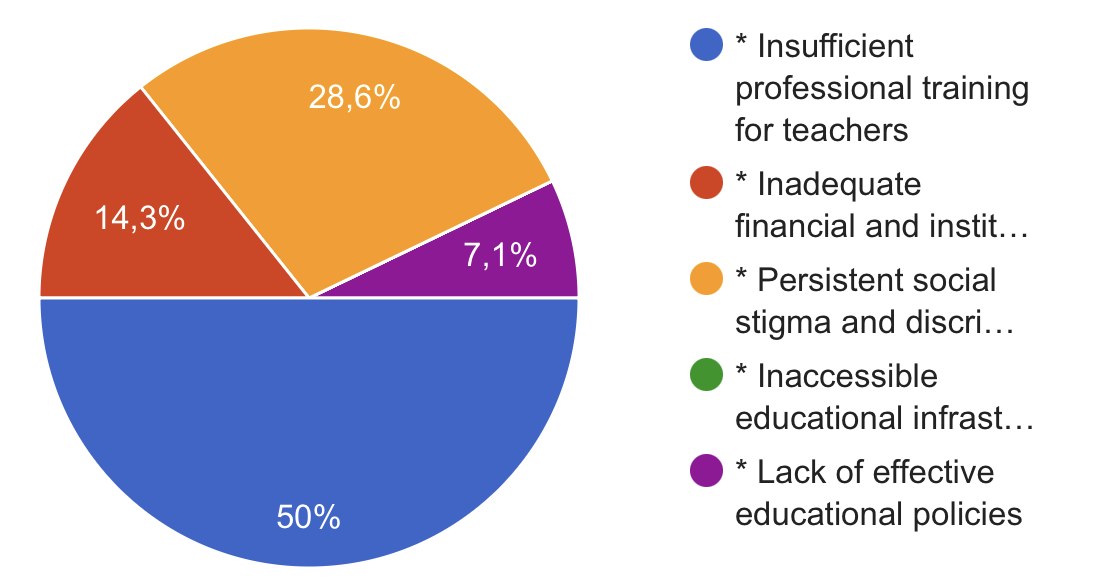 28,6%
14,3%
7,1%
50%
* Insufficient
professional training
for teachers
* Inadequate
financial and instit…
* Persistent social
stigma and discri…
* Inaccessible
educational infrast…
* Lack of effective
educational policies